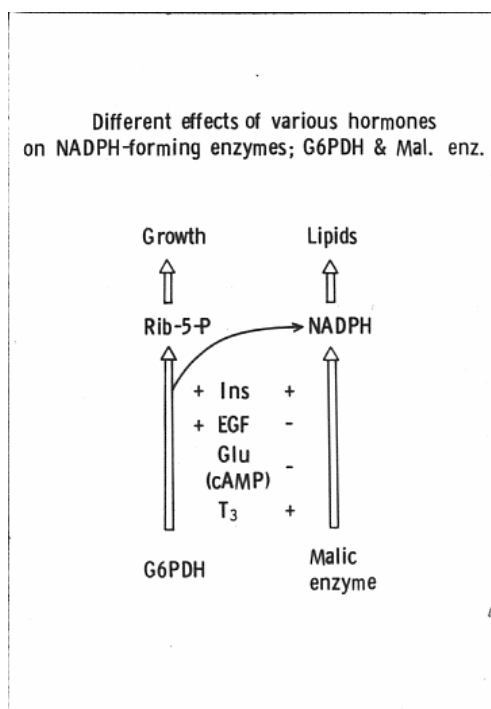 Different effects of various hormones
on NADPH-forming enzymes; G6PDH & Mal. enz.
Growth Lipids
Rib-5-P NADPH
+ Ins +
+ EGF -
Glu
(cAMP) -
T3 +
G6PDH Malic
enzyme